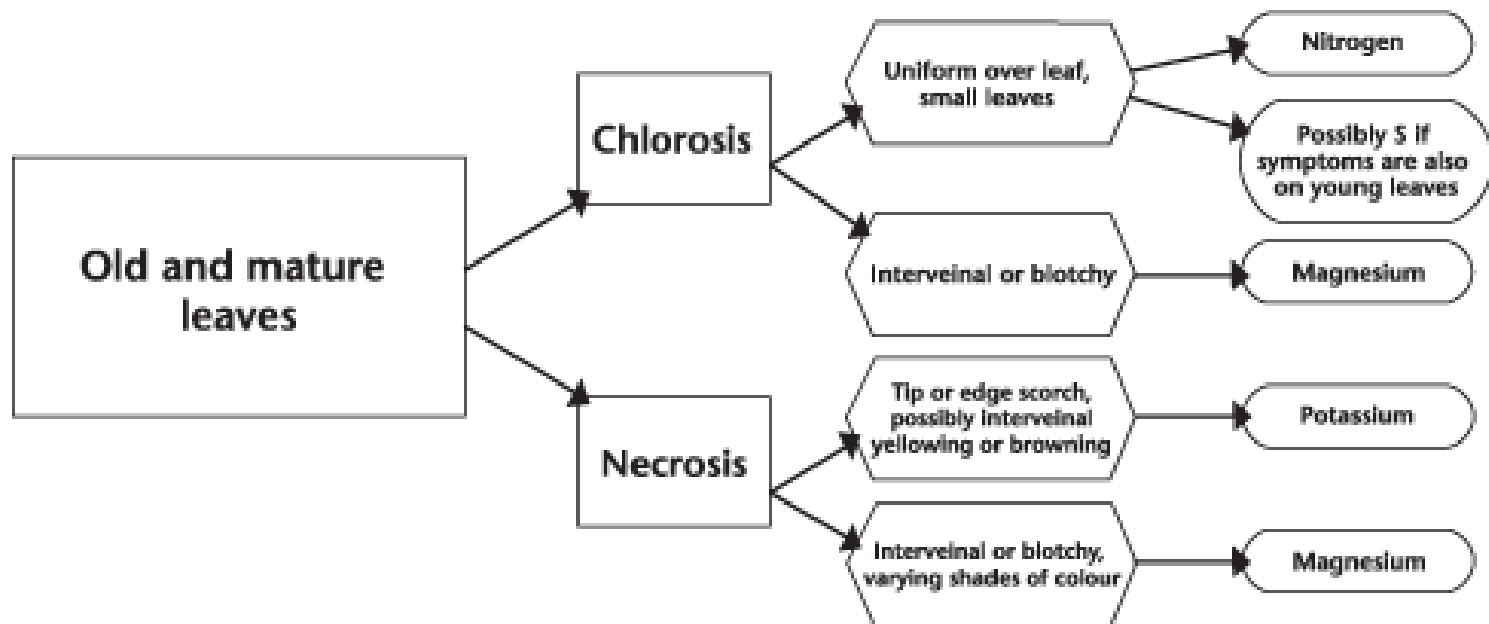 Old and mature
leaves
Chlorosis
Necrosis
Uniform over leaf,
small leaves
Interveinal or blotchy
Tip or edge scorch,
possibly interveinal
yellowing or browning
Interveinal or blotchy,
varying shades of colour
Nitrogen
Possibly S if
symptoms are also
on young leaves
Magnesium
Potassium
Magnesium